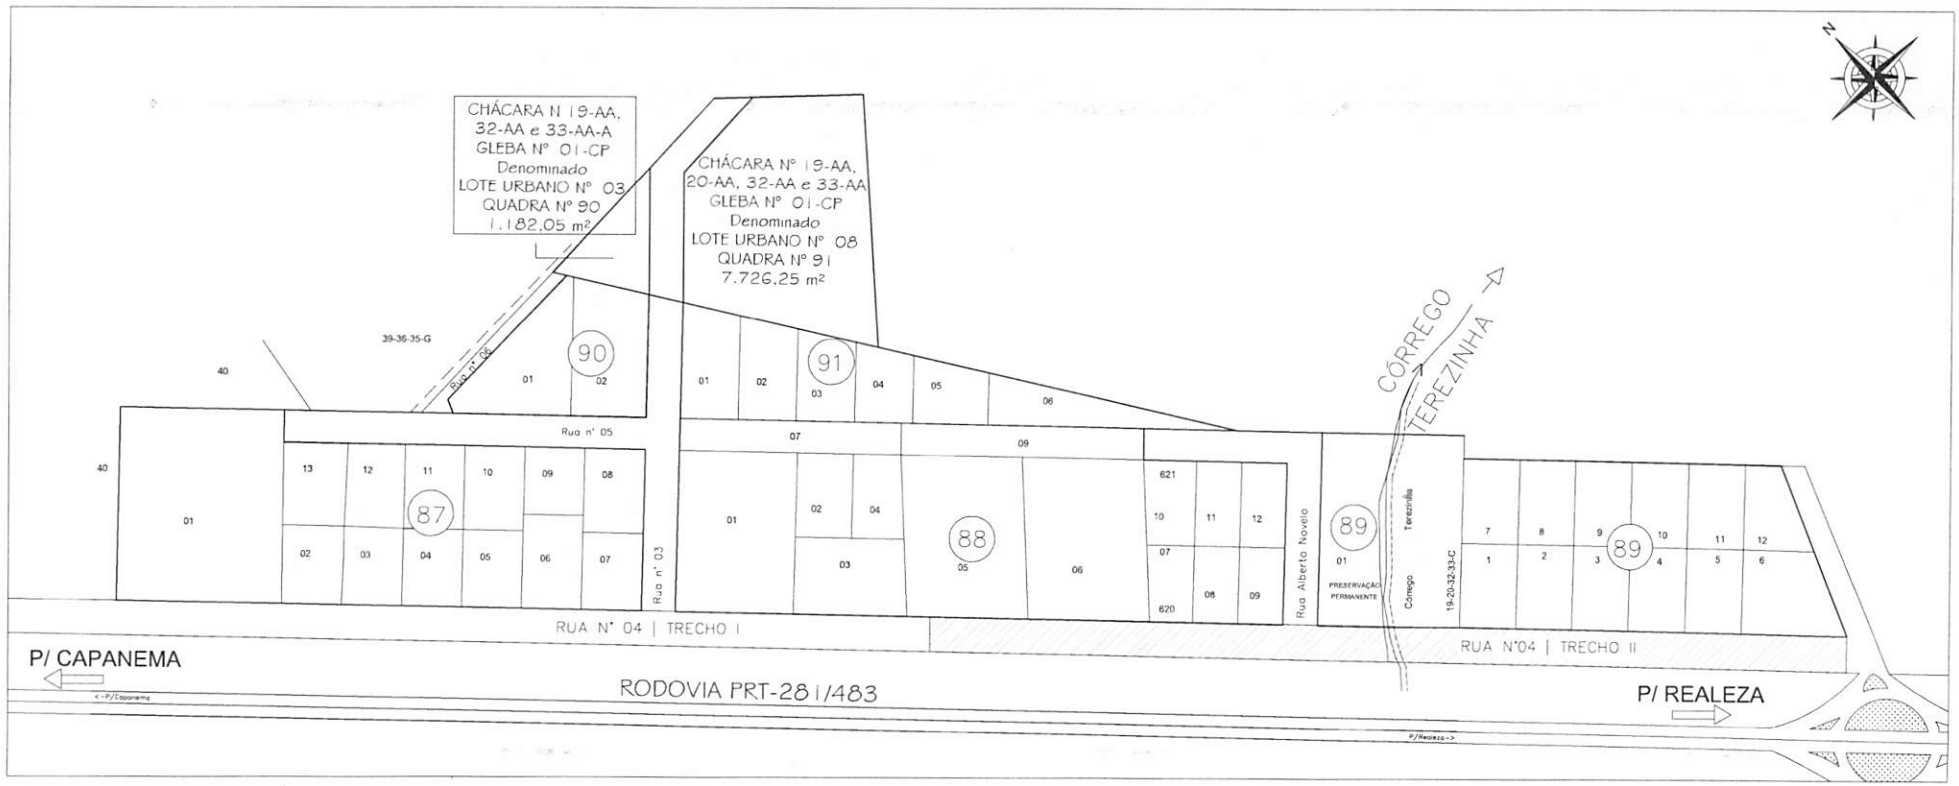 N
CHÁCARA N 19-AA,
32-AA e 33-AA-A
GLEBA Nº 01-CP
Denominado
LOTE URBANO Nº 03
QUADRA Nº 90
1.182,05 m²
CHÁCARA Nº 19-AA,
20-AA, 32-AA e 33-AA
GLEBA Nº 01-CP
Denominado
LOTE URBANO Nº 08
QUADRA Nº 91
7.726,25 m²
CÓRREGO
TEREZINHA
39-36-35-G
40
40
Rua nº 06
90
01
02
91
01
02
03
04
05
06
Rua nº 05
07
09
01
13
12
11
10
09
08
87
02
03
04
05
06
07
Rua nº 03
01
02
04
03
88
05
06
621
10
11
12
07
08
09
620
Rua Alberto Novelo
89
01
PRESERVAÇÃO
PERMANENTE
Córrego Terezinha
19-20-32-33-C
7
8
9
10
11
12
89
1
2
3
4
5
6
RUA N° 04 | TRECHO I
RUA N°04 | TRECHO II
P/ CAPANEMA
<-P/Capanema
RODOVIA PRT-281/483
P/ REALEZA
P/Realeza->